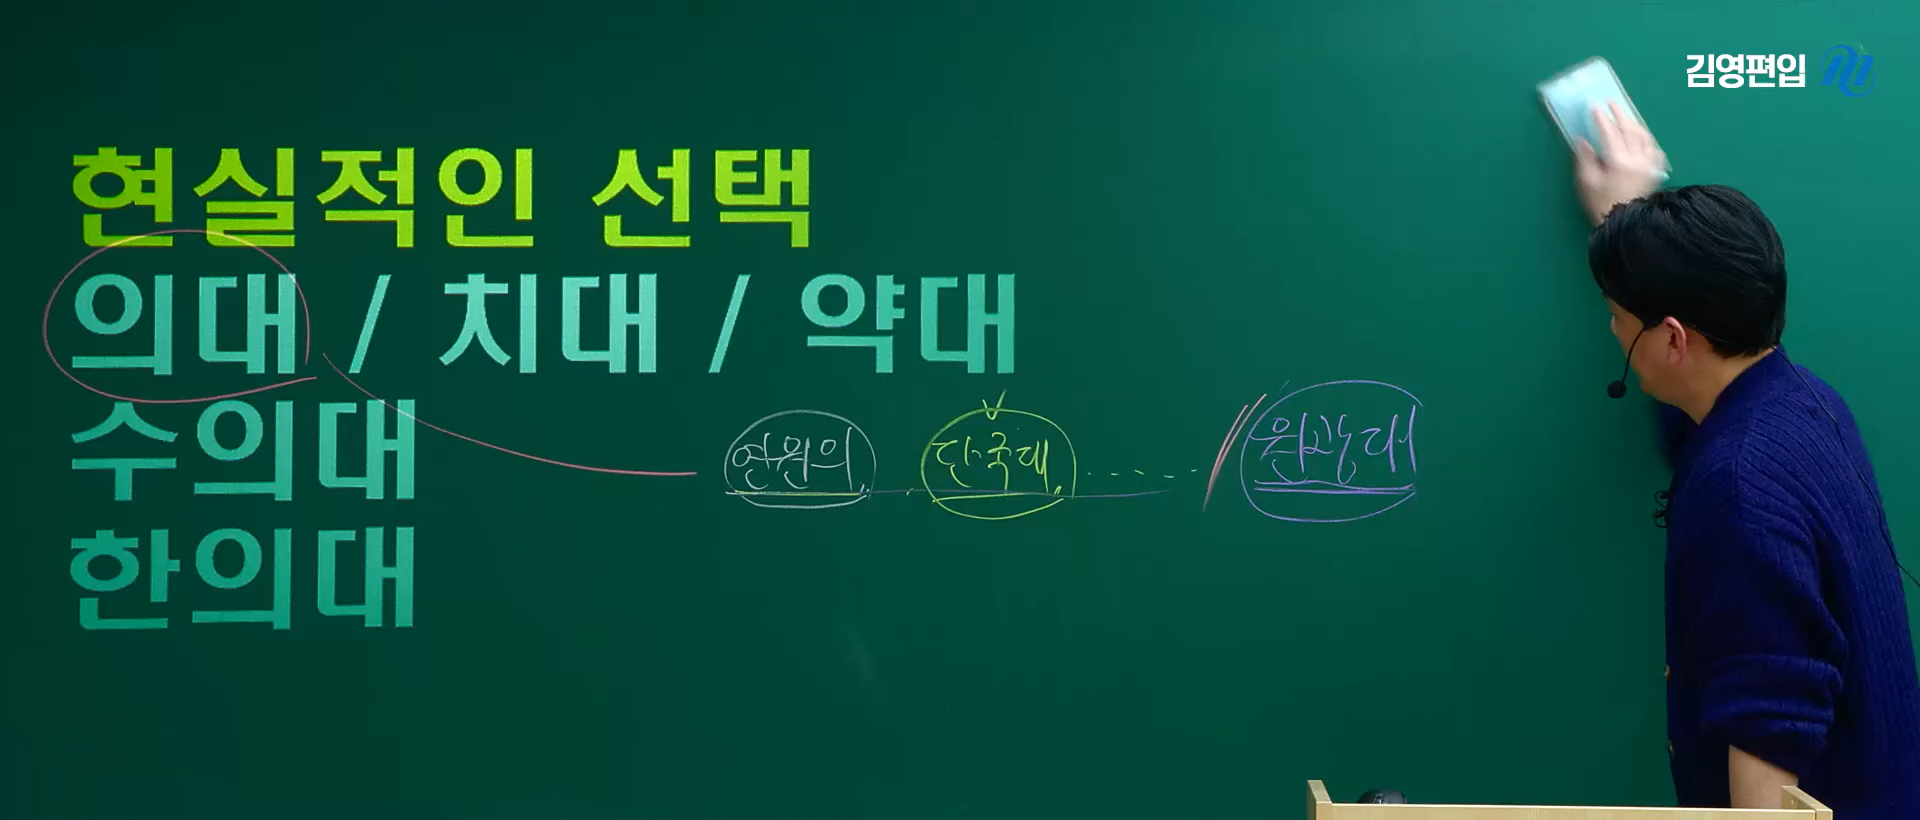 김영편입
현실적인 선택
의대 / 치대 / 약대
수의대
한의대
연원의 단국대 원광대